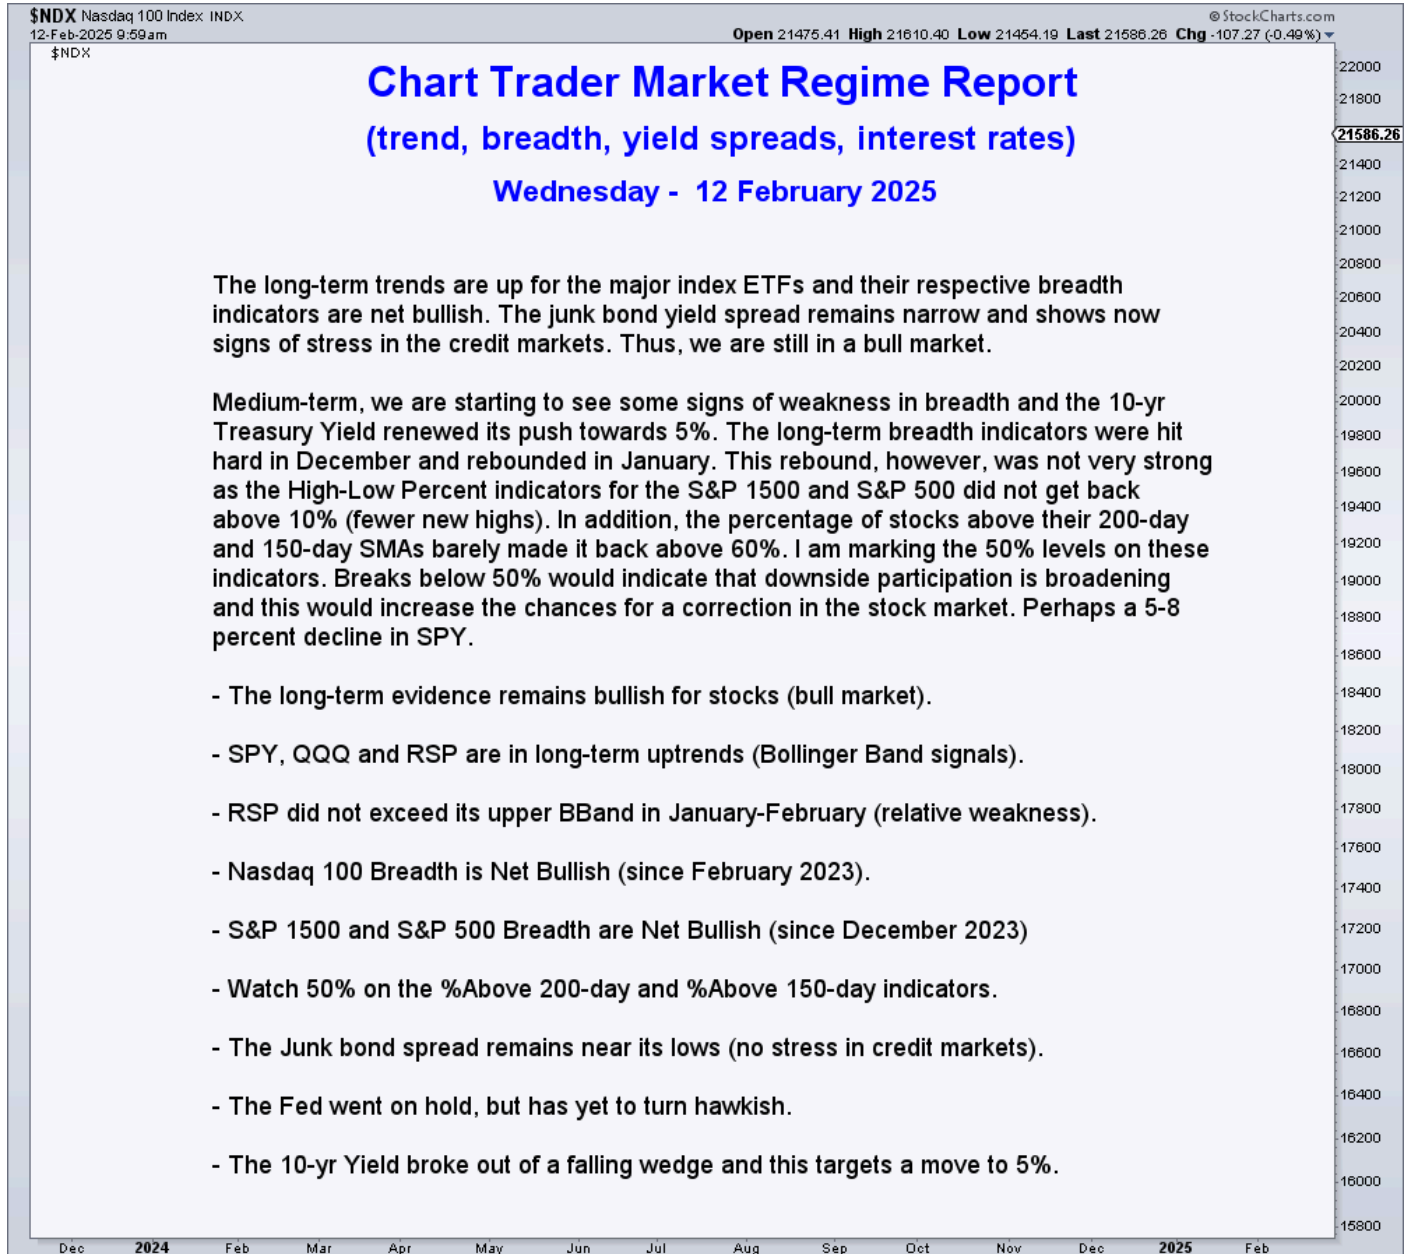 $NDX Nasdaq 100 Index INDX
© StockCharts.com
12-Feb-2025 9:59am
Open 21475.41 High 21610.40 Low 21454.19 Last 21586.26 Chg -107.27 (-0.49%)
$NDX
Chart Trader Market Regime Report
(trend, breadth, yield spreads, interest rates)
Wednesday - 12 February 2025
The long-term trends are up for the major index ETFs and their respective breadth
indicators are net bullish. The junk bond yield spread remains narrow and shows now
signs of stress in the credit markets. Thus, we are still in a bull market.
Medium-term, we are starting to see some signs of weakness in breadth and the 10-yr
Treasury Yield renewed its push towards 5%. The long-term breadth indicators were hit
hard in December and rebounded in January. This rebound, however, was not very strong
as the High-Low Percent indicators for the S&P 1500 and S&P 500 did not get back
above 10% (fewer new highs). In addition, the percentage of stocks above their 200-day
and 150-day SMAs barely made it back above 60%. I am marking the 50% levels on these
indicators. Breaks below 50% would indicate that downside participation is broadening
and this would increase the chances for a correction in the stock market. Perhaps a 5-8
percent decline in SPY.
- The long-term evidence remains bullish for stocks (bull market).
- SPY, QQQ and RSP are in long-term uptrends (Bollinger Band signals).
- RSP did not exceed its upper BBand in January-February (relative weakness).
- Nasdaq 100 Breadth is Net Bullish (since February 2023).
- S&P 1500 and S&P 500 Breadth are Net Bullish (since December 2023)
- Watch 50% on the %Above 200-day and %Above 150-day indicators.
- The Junk bond spread remains near its lows (no stress in credit markets).
- The Fed went on hold, but has yet to turn hawkish.
- The 10-yr Yield broke out of a falling wedge and this targets a move to 5%.
22000
21800
21586.26
21400
21200
21000
20800
20600
20400
20200
20000
19800
19600
19400
19200
19000
18800
18600
18400
18200
18000
17800
17600
17400
17200
17000
16800
16600
16400
16200
16000
15800
Dec 2024 Feb Mar Apr May Jun Jul Aug Sep Oct Nov Dec 2025 Feb